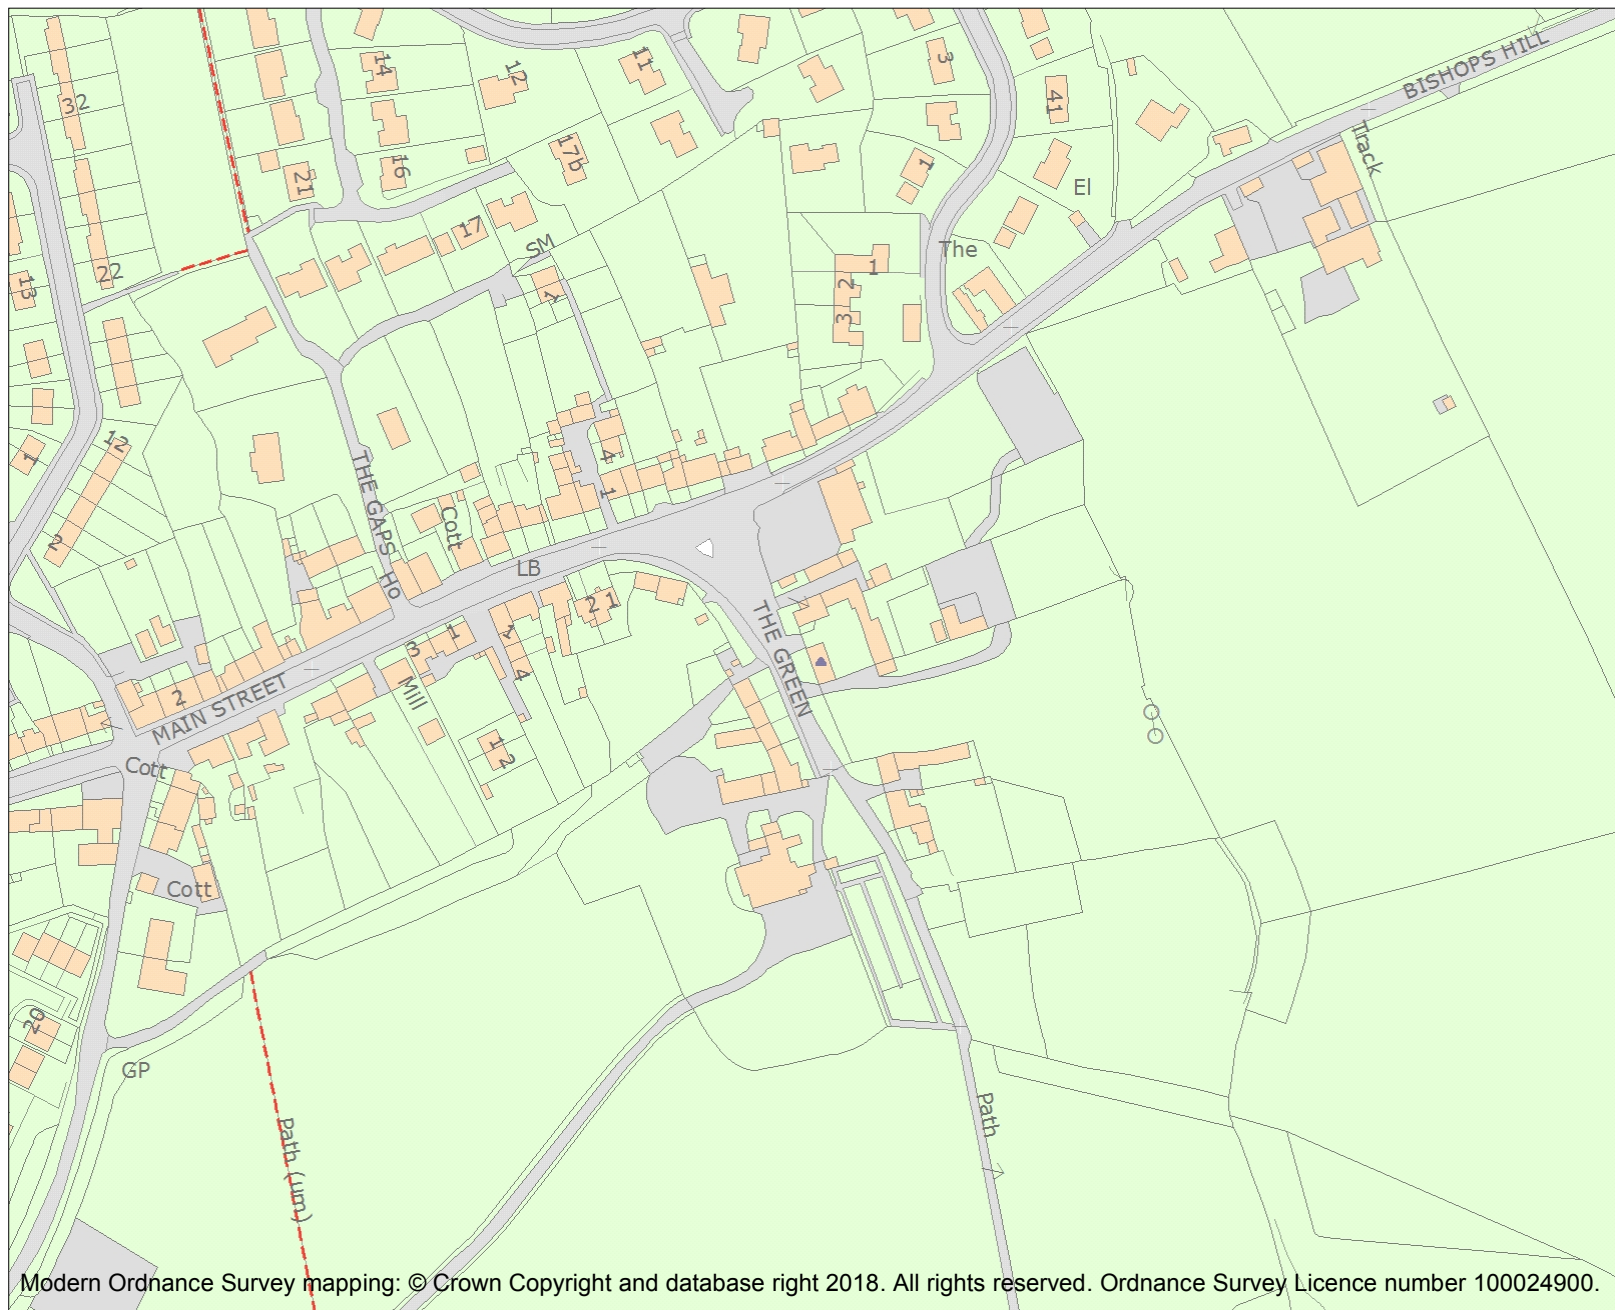 BISHOPS HILL
32
14
12
11
3
41
Track
21
16
17b
1
El
17
SM
The
22
13
1
1
2
3
12
1
4
1
THE GAPS
Cott
2
Ho
LB
2 1
THE GREEN
3
1
1
4
Mill
2
MAIN STREET
1 2
Cott
Cott
20
GP
Path (um)
Path
Modern Ordnance Survey mapping: © Crown Copyright and database right 2018. All rights reserved. Ordnance Survey Licence number 100024900.